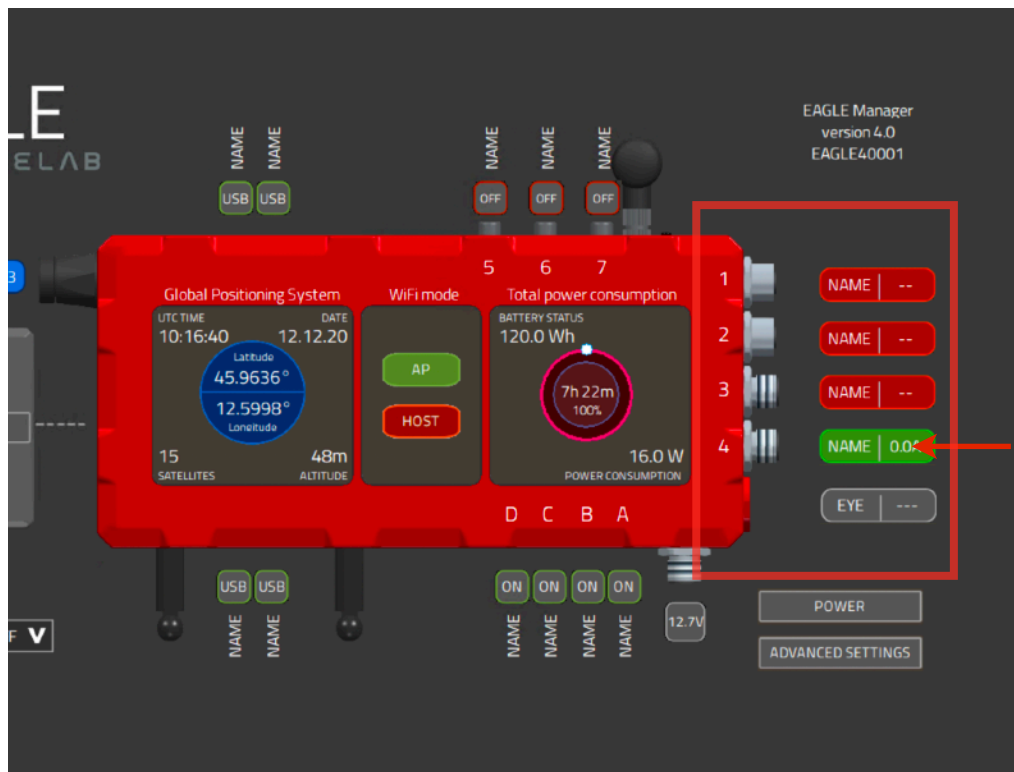 LE
ELAB
EAGLE Manager
version 4.0
EAGLE40001
NAME NAME
USB USB
NAME NAME NAME
OFF OFF OFF
5 6 7
Global Positioning System
UTC TIME DATE
10:16:40 12.12.20
Latitude
45.9636°
12.5998°
Longitude
15 48m
SATELLITES ALTITUDE
WiFi mode
AP
HOST
Total power consumption
BATTERY STATUS
120.0 Wh
7h 22m
100%
16.0 W
POWER CONSUMPTION
1
NAME | --
2
NAME | --
3
NAME | --
4
NAME | 0.0A
EYE | ---
D C B A
USB USB
NAME NAME
ON ON ON ON
NAME NAME NAME NAME
12.7V
POWER
ADVANCED SETTINGS
F V
3